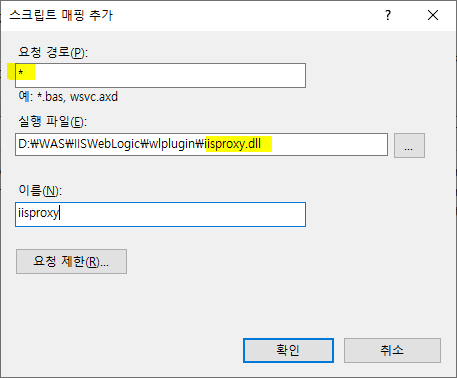 스크립트 매핑 추가
?
요청 경로(P):
*
예: *.bas, wsvc.axd
실행 파일(E):
D:₩WAS₩IISWebLogic₩wlplugin₩iisproxy.dll
...
이름(N):
iisproxy
요청 제한(R)...
확인
취소